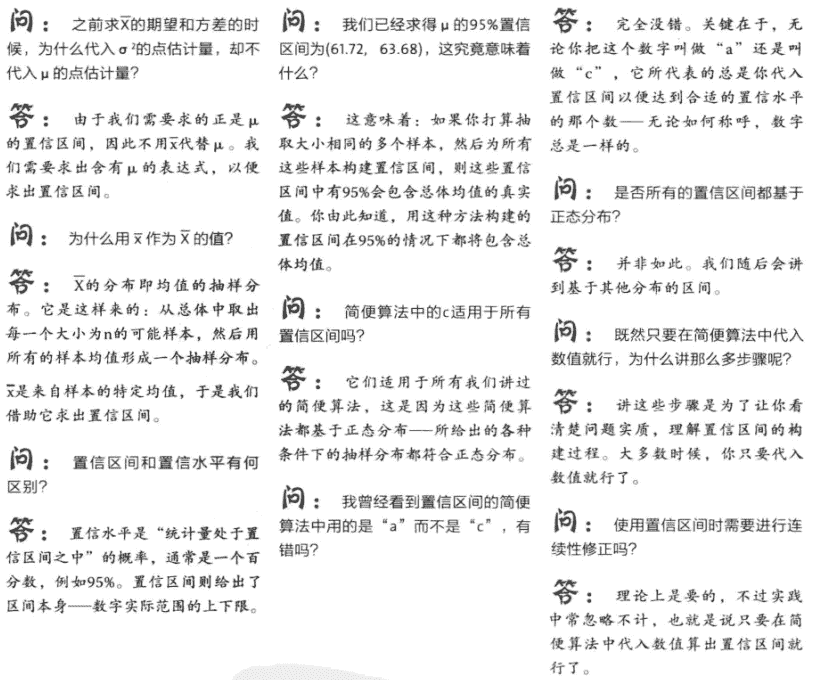 问： 之前求X̅的期望和方差的时
候，为什么代入σ²的点估计量，却不
代入μ的点估计量？
答： 由于我们需要求的正是μ
的置信区间，因此不用x̅代替μ。我
们需要求出含有μ的表达式，以便
求出置信区间。
问： 为什么用x̅作为X̅的值？
答： X̅的分布即均值的抽样分
布。它是这样来的：从总体中取出
每一个大小为n的可能样本，然后用
所有的样本均值形成一个抽样分布。
x̅是来自样本的特定均值，于是我们
借助它求出置信区间。
问： 置信区间和置信水平有何
区别？
答： 置信水平是“统计量处于置
信区间之中”的概率，通常是一个百
分数，例如95%。置信区间则给出了
区间本身——数字实际范围的上下限。
问： 我们已经求得μ的95%置信
区间为(61.72, 63.68)，这究竟意味着
什么？
答： 这意味着：如果你打算抽
取大小相同的多个样本，然后为所有
这些样本构建置信区间，则这些置信
区间中有95%会包含总体均值的真实
值。你由此知道，用这种方法构建的
置信区间在95%的情况下都将包含总
体均值。
问： 简便算法中的c适用于所有
置信区间吗？
答： 它们适用于所有我们讲过
的简便算法，这是因为这些简便算
法都基于正态分布——所给出的各种
条件下的抽样分布都符合正态分布。
问： 我曾经看到置信区间的简便
算法中用的是“a”而不是“c”，有
错吗？
答： 完全没错。关键在于，无
论你把这个数字叫做“a”还是叫
做“c”，它所代表的总是你代入
置信区间以便达到合适的置信水平
的那个数——无论如何称呼，数字
总是一样的。
问： 是否所有的置信区间都基于
正态分布？
答： 并非如此。我们随后会讲
到基于其他分布的区间。
问： 既然只要在简便算法中代入
数值就行，为什么讲那么多步骤呢？
答： 讲这些步骤是为了让你看
清楚问题实质，理解置信区间的构
建过程。大多数时候，你只要代入
数值就行了。
问： 使用置信区间时需要进行连
续性修正吗？
答： 理论上是要的，不过实践
中常忽略不计，也就是说只要在简
便算法中代入数值算出置信区间就
行了。